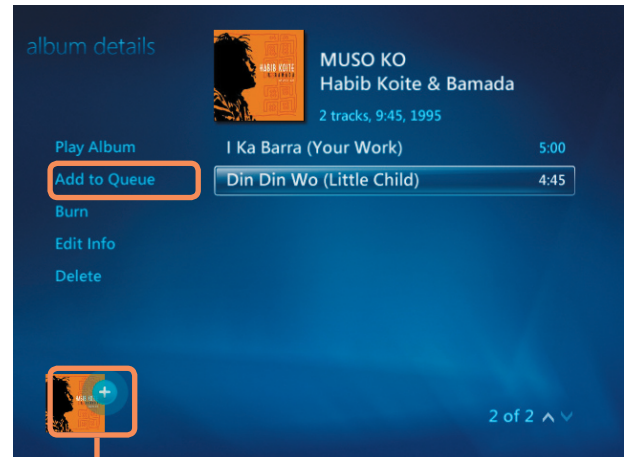 album details
HABIB KOITE
& BAMADA
MUSO KO
Habib Koite & Bamada
2 tracks, 9:45, 1995
Play Album
I Ka Barra (Your Work)
5:00
Add to Queue
Din Din Wo (Little Child)
4:45
Burn
Edit Info
Delete
2 of 2